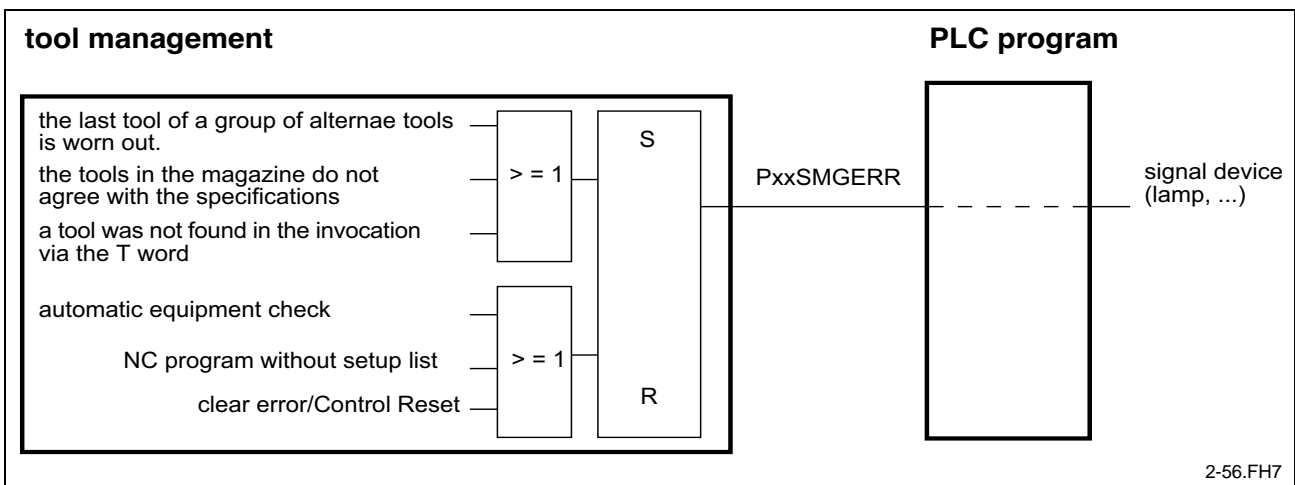 tool management
PLC program
the last tool of a group of alternae tools
is worn out.
the tools in the magazine do not
agree with the specifications
a tool was not found in the invocation
via the T word
> = 1
S
PxxSMGERR
signal device
(lamp, ...)
automatic equipment check
NC program without setup list
clear error/Control Reset
> = 1
R
2-56.FH7